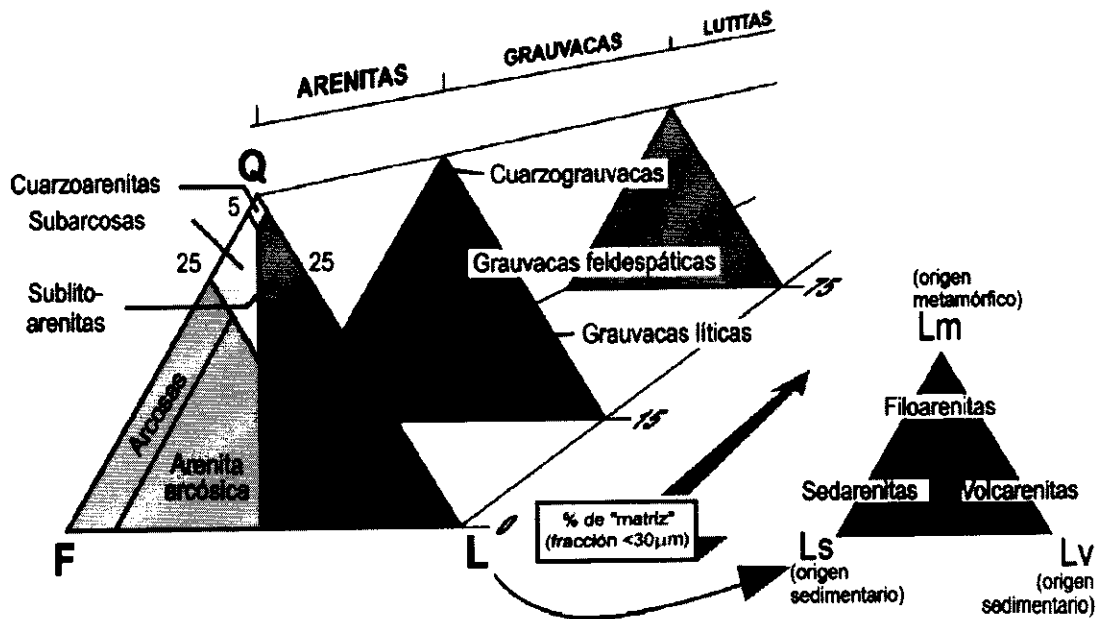 ARENITAS
GRAUVACAS
LUTITAS
Q
Cuarzoarenitas
5
Subarcosas
25
25
Sublito-
arenitas
Cuarzograuvacas
Grauvacas feldespáticas
75
Grauvacas líticas
15
Arcosas
Arenita
arcósica
0
F
L
% de "matriz"
(fracción <30µm)
(origen
metamórfico)
Lm
Filoarenitas
Sedarenitas
Volcarenitas
Ls
(origen
sedimentario)
Lv
(origen
sedimentario)